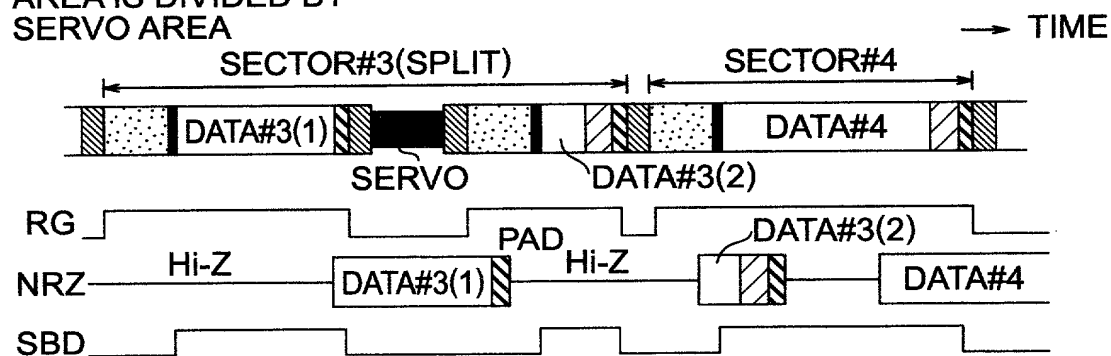 AREA IS DIVIDED BY
SERVO AREA
TIME
SECTOR#3(SPLIT)
SECTOR#4
DATA#3(1)
DATA#4
SERVO
DATA#3(2)
RG
PAD
DATA#3(2)
NRZ
Hi-Z
DATA#3(1)
Hi-Z
DATA#4
SBD